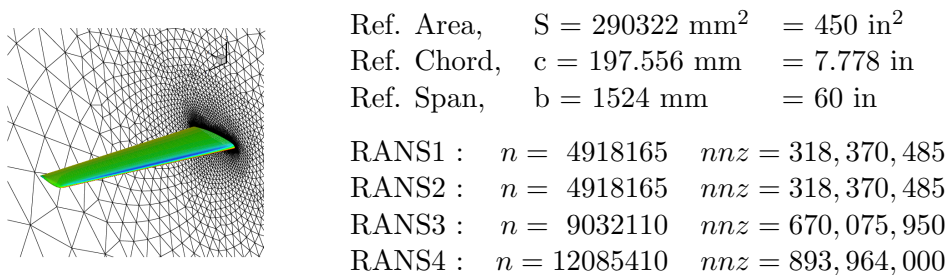 Ref. Area, S = 290322 mm² = 450 in²
Ref. Chord, c = 197.556 mm = 7.778 in
Ref. Span, b = 1524 mm = 60 in
RANS1 : n = 4918165 nnz = 318, 370, 485
RANS2 : n = 4918165 nnz = 318, 370, 485
RANS3 : n = 9032110 nnz = 670, 075, 950
RANS4 : n = 12085410 nnz = 893, 964, 000